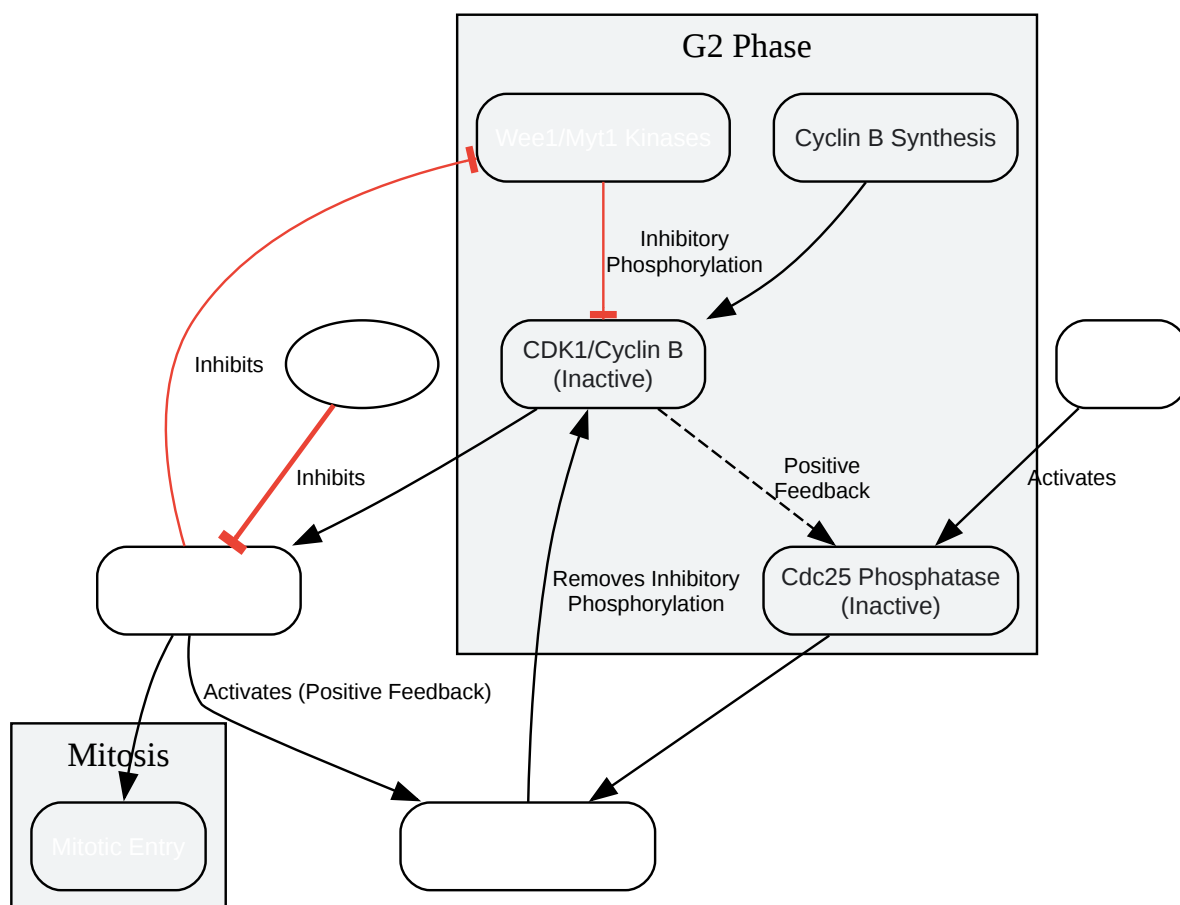 G2 Phase
Wee1/Myt1 Kinases
Cyclin B Synthesis
Inhibitory
Phosphorylation
CDK1/Cyclin B
(Inactive)
Inhibits
Inhibits
Positive
Feedback
Activates
Removes Inhibitory
Phosphorylation
Cdc25 Phosphatase
(Inactive)
Activates (Positive Feedback)
Mitosis
Mitotic Entry